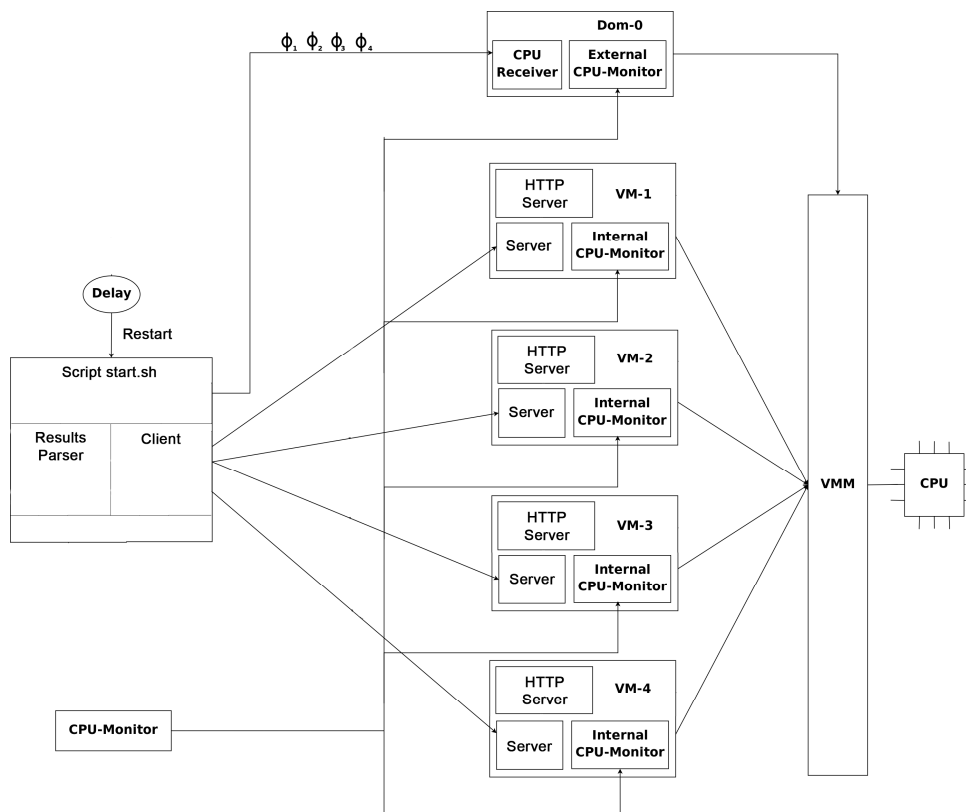 ϕ₁ ϕ₂ ϕ₃ ϕ₄
Dom-0
CPU
Receiver
External
CPU-Monitor
HTTP
Server
VM-1
Server
Internal
CPU-Monitor
Delay
Restart
Script start.sh
Results
Parser
Client
HTTP
Server
VM-2
Server
Internal
CPU-Monitor
VMM
CPU
HTTP
Server
VM-3
Server
Internal
CPU-Monitor
HTTP
Server
VM-4
Server
Internal
CPU-Monitor
CPU-Monitor